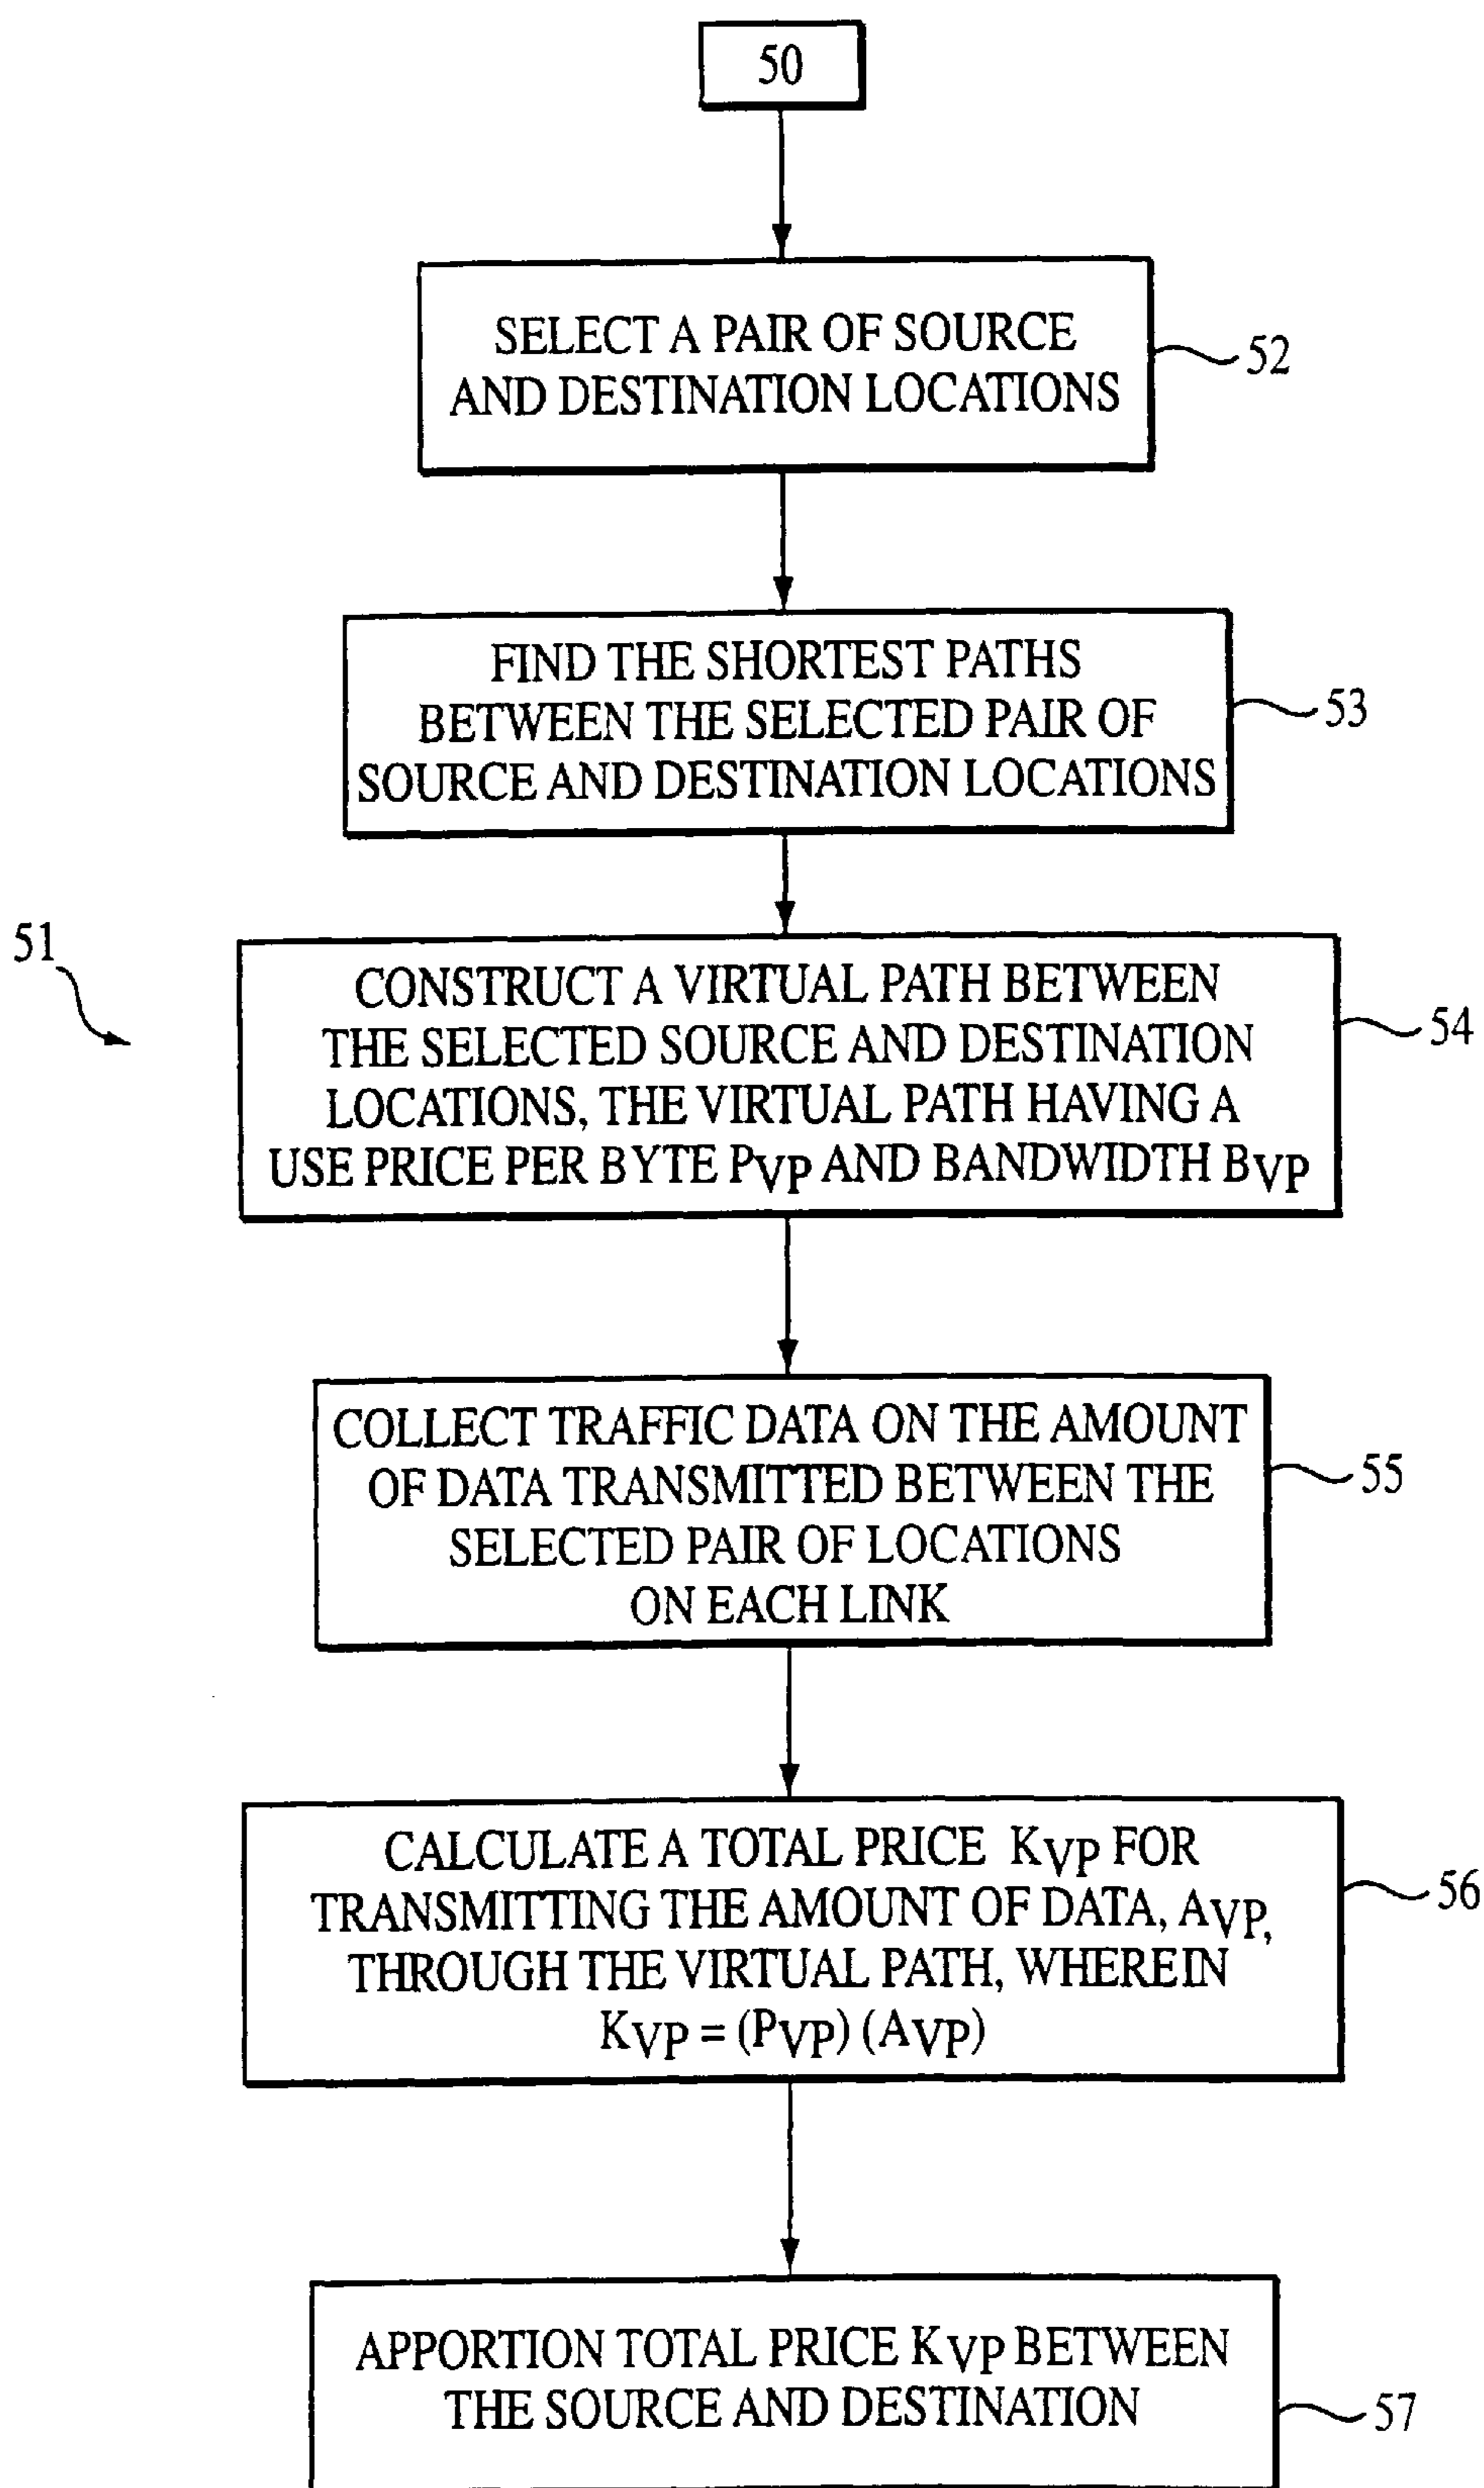 50
SELECT A PAIR OF SOURCE
AND DESTINATION LOCATIONS
52
FIND THE SHORTEST PATHS
BETWEEN THE SELECTED PAIR OF
SOURCE AND DESTINATION LOCATIONS
53
51
CONSTRUCT A VIRTUAL PATH BETWEEN
THE SELECTED SOURCE AND DESTINATION
LOCATIONS, THE VIRTUAL PATH HAVING A
USE PRICE PER BYTE PVP AND BANDWIDTH BVP
54
COLLECT TRAFFIC DATA ON THE AMOUNT
OF DATA TRANSMITTED BETWEEN THE
SELECTED PAIR OF LOCATIONS
ON EACH LINK
55
CALCULATE A TOTAL PRICE KVP FOR
TRANSMITTING THE AMOUNT OF DATA, AVP,
THROUGH THE VIRTUAL PATH, WHEREIN
KVP = (PVP) (AVP)
56
APPORTION TOTAL PRICE KVP BETWEEN
THE SOURCE AND DESTINATION
57